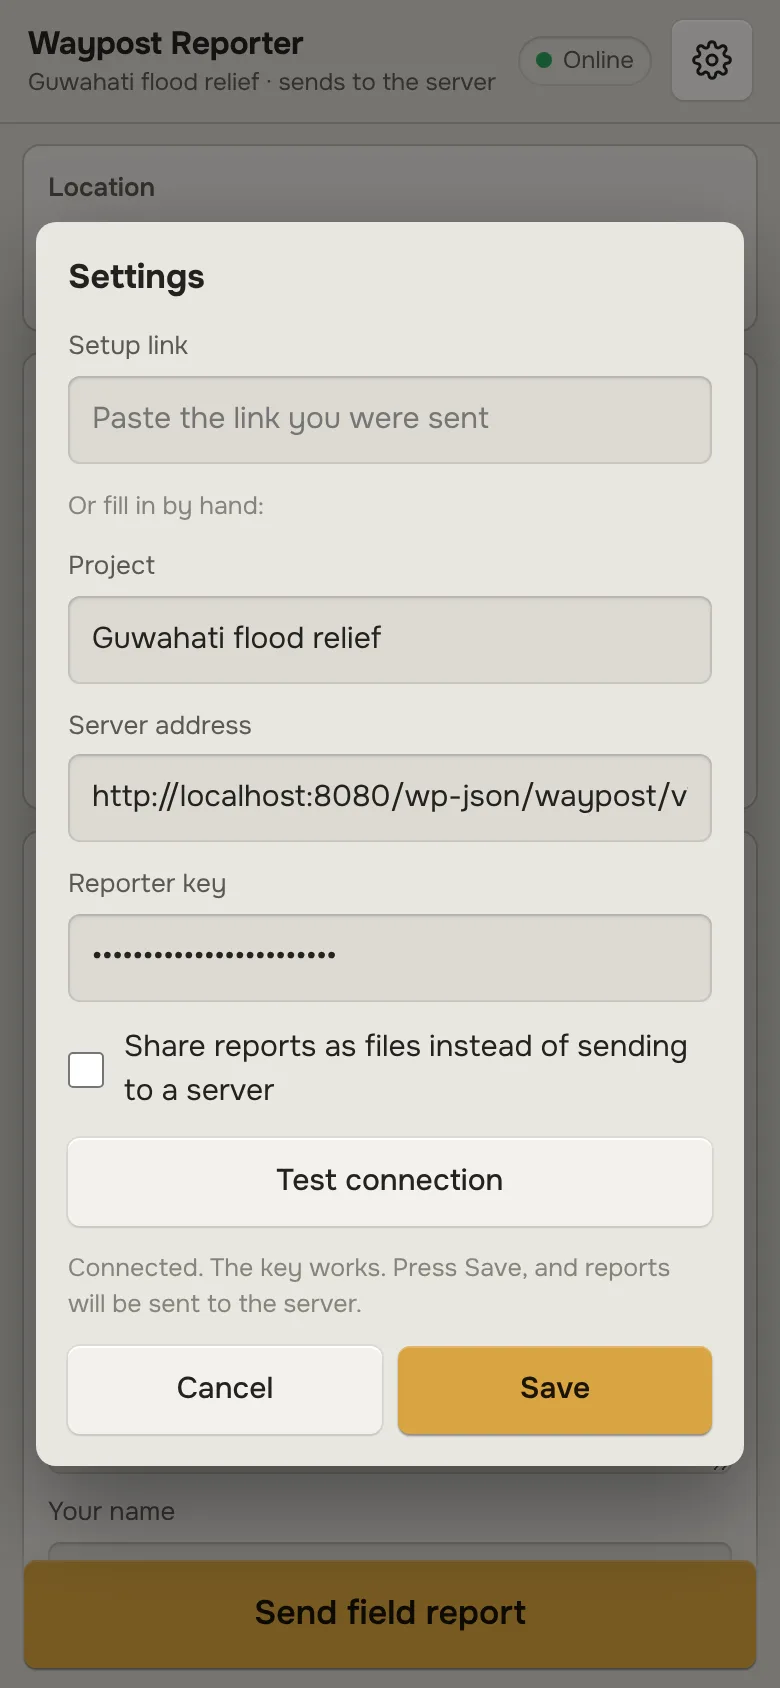 Waypost Reporter
Guwahati flood relief · sends to the server
Online
Location
Settings
Setup link
Paste the link you were sent
Or fill in by hand:
Project
Guwahati flood relief
Server address
http://localhost:8080/wp-json/waypost/v
Reporter key
••••••••••••••••••••••••
Share reports as files instead of sending
to a server
Test connection
Connected. The key works. Press Save, and reports
will be sent to the server.
Cancel
Save
Your name
Send field report